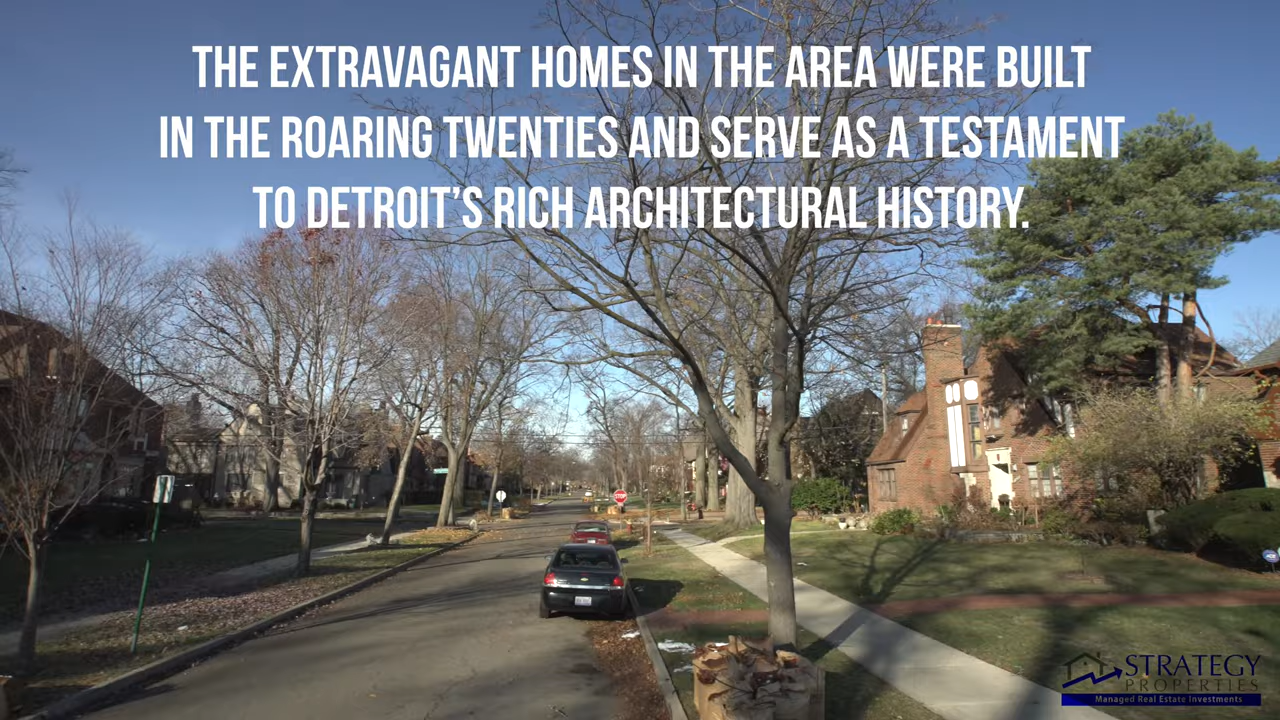 THE EXTRAVAGANT HOMES IN THE AREA WERE BUILT
IN THE ROARING TWENTIES AND SERVE AS A TESTAMENT
TO DETROIT’S RICH ARCHITECTURAL HISTORY.
STOP
STRATEGY
PROPERTIES
Managed Real Estate Investments